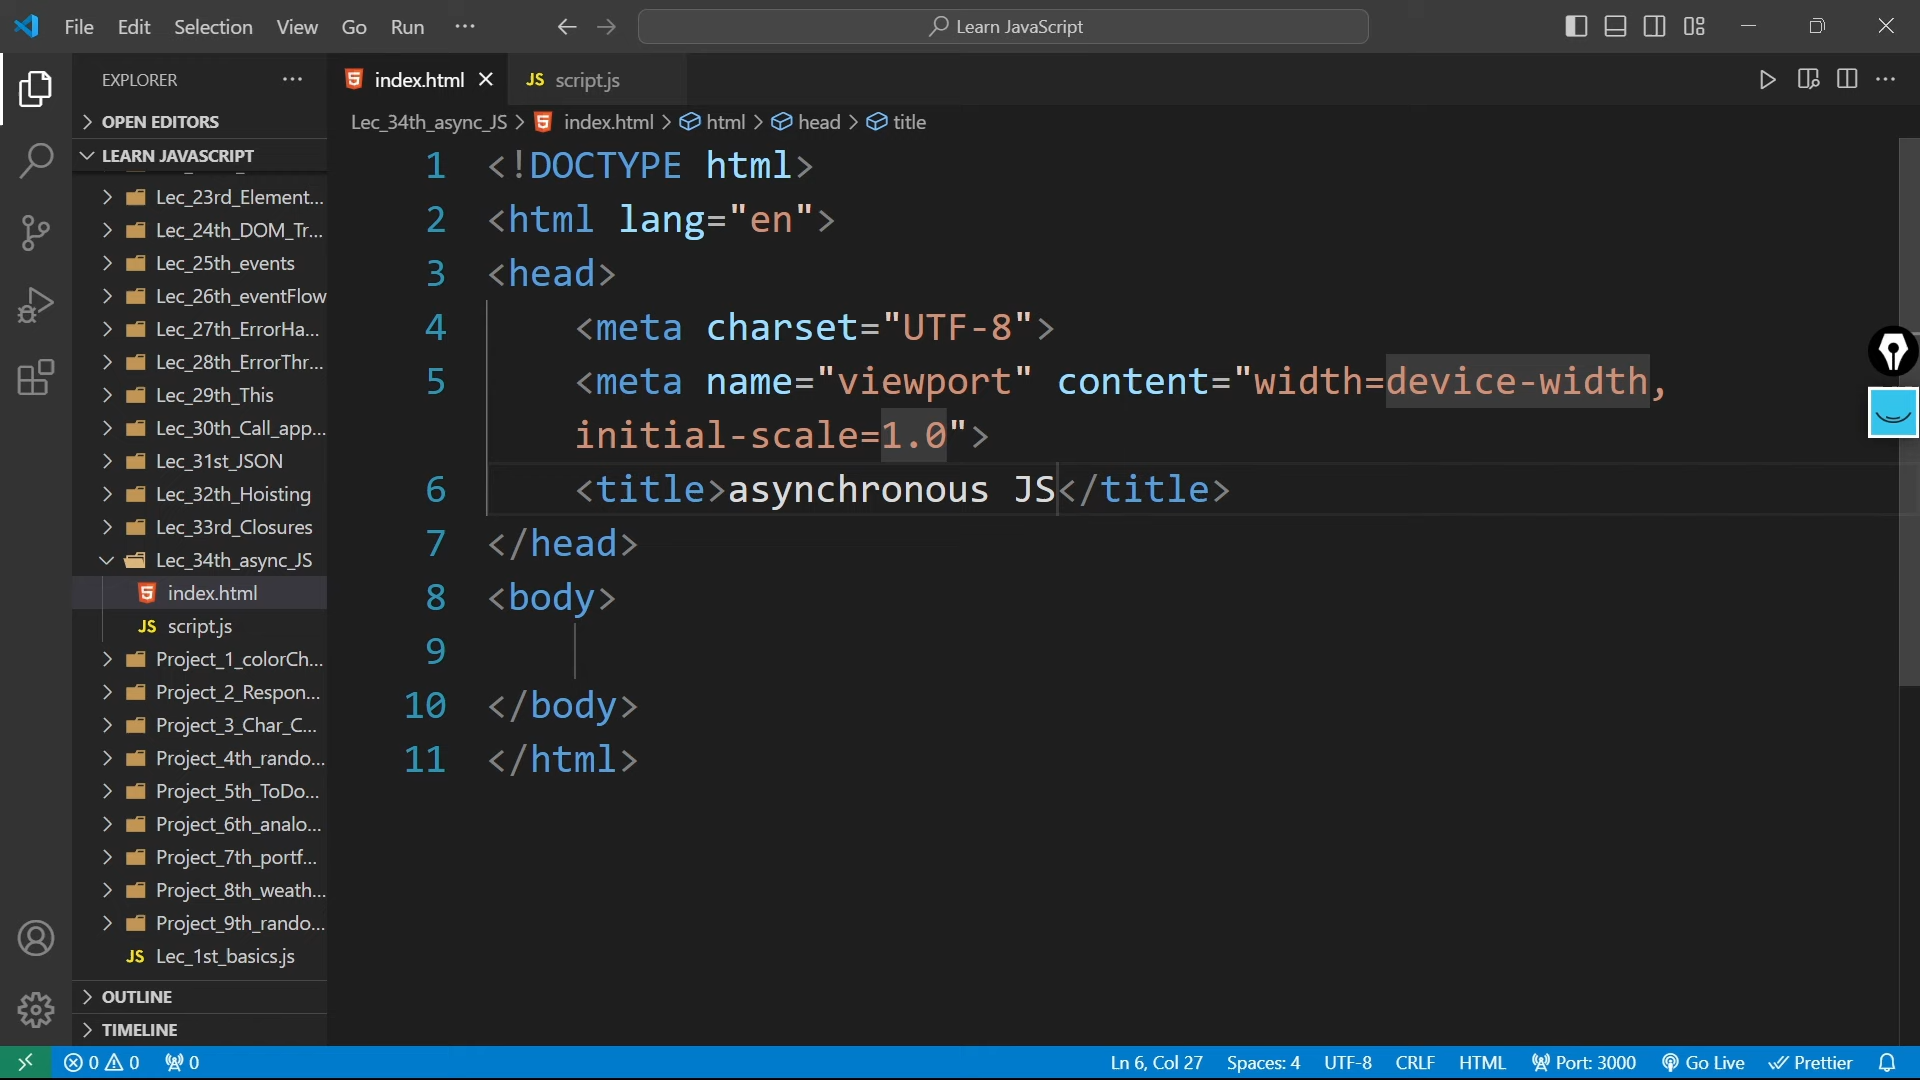 File Edit Selection View Go Run ··· Learn JavaScript
EXPLORER ···
OPEN EDITORS
LEARN JAVASCRIPT
Lec_23rd_Element...
Lec_24th_DOM_Tr...
Lec_25th_events
Lec_26th_eventFlow
Lec_27th_ErrorHa...
Lec_28th_ErrorThr...
Lec_29th_This
Lec_30th_Call_app...
Lec_31st_JSON
Lec_32th_Hoisting
Lec_33rd_Closures
Lec_34th_async_JS
index.html
JS script.js
Project_1_colorCh...
Project_2_Respon...
Project_3_Char_C...
Project_4th_rando...
Project_5th_ToDo...
Project_6th_analo...
Project_7th_portf...
Project_8th_weath...
Project_9th_rando...
JS Lec_1st_basics.js
OUTLINE
TIMELINE
index.html JS script.js
Lec_34th_async_JS > index.html > html > head > title
1 <!DOCTYPE html>
2 <html lang="en">
3 <head>
4 <meta charset="UTF-8">
5 <meta name="viewport" content="width=device-width,
initial-scale=1.0">
6 <title>asynchronous JS</title>
7 </head>
8 <body>
9
10 </body>
11 </html>
0 0 0 Ln 6, Col 27 Spaces: 4 UTF-8 CRLF HTML Port: 3000 Go Live Prettier